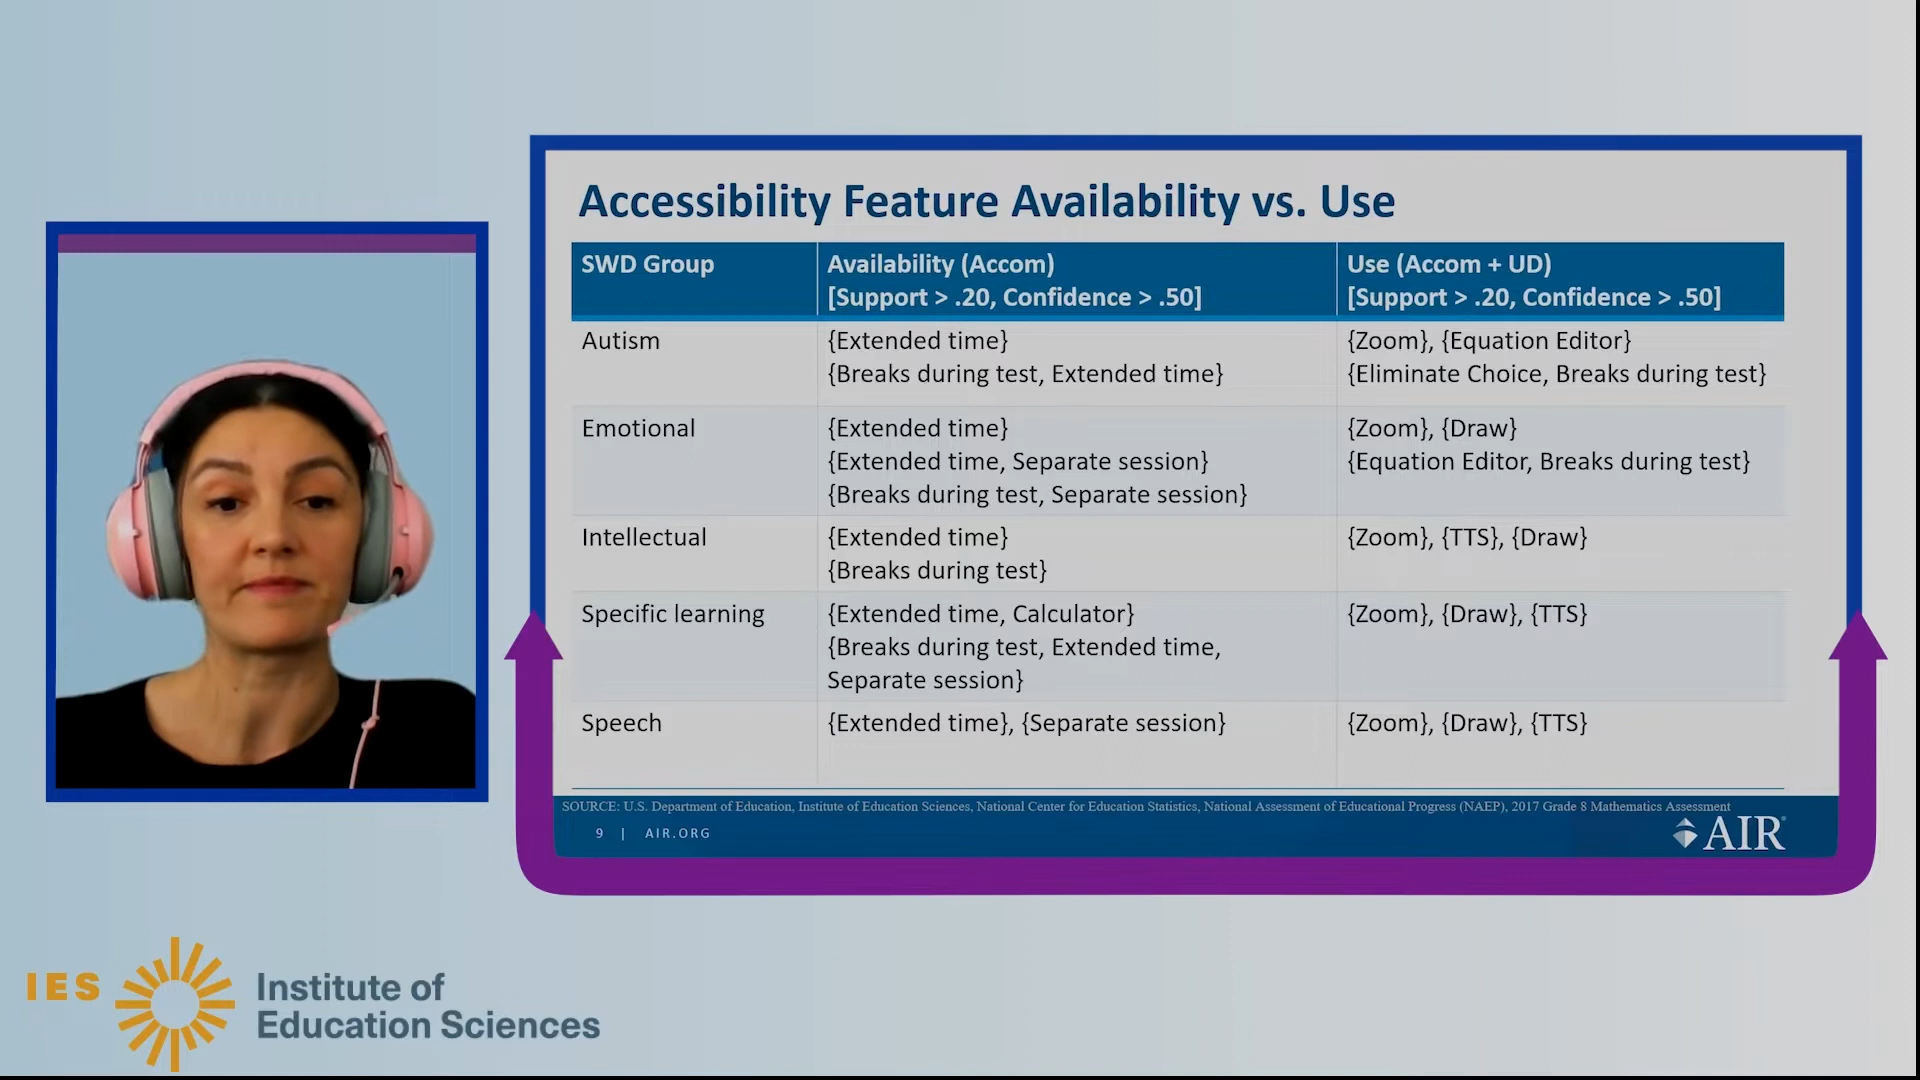 Accessibility Feature Availability vs. Use
SWD Group
Availability (Accom)
[Support > .20, Confidence > .50]
Use (Accom + UD)
[Support > .20, Confidence > .50]
Autism
{Extended time}
{Breaks during test, Extended time}
{Zoom}, {Equation Editor}
{Eliminate Choice, Breaks during test}
Emotional
{Extended time}
{Extended time, Separate session}
{Breaks during test, Separate session}
{Zoom}, {Draw}
{Equation Editor, Breaks during test}
Intellectual
{Extended time}
{Breaks during test}
{Zoom}, {TTS}, {Draw}
Specific learning
{Extended time, Calculator}
{Breaks during test, Extended time,
Separate session}
{Zoom}, {Draw}, {TTS}
Speech
{Extended time}, {Separate session}
{Zoom}, {Draw}, {TTS}
SOURCE: U.S. Department of Education, Institute of Education Sciences, National Center for Education Statistics, National Assessment of Educational Progress (NAEP), 2017 Grade 8 Mathematics Assessment
9 | AIR.ORG
AIR
IES
Institute of
Education Sciences